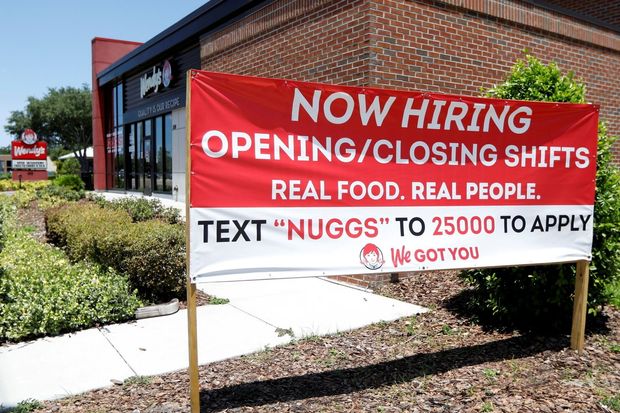 NOW HIRING
OPENING/CLOSING SHIFTS
REAL FOOD. REAL PEOPLE.
TEXT “NUGGS” TO 25000 TO APPLY
We GOT YOU
Wendy's
QUALITY IS OUR RECIPE
Wendy's